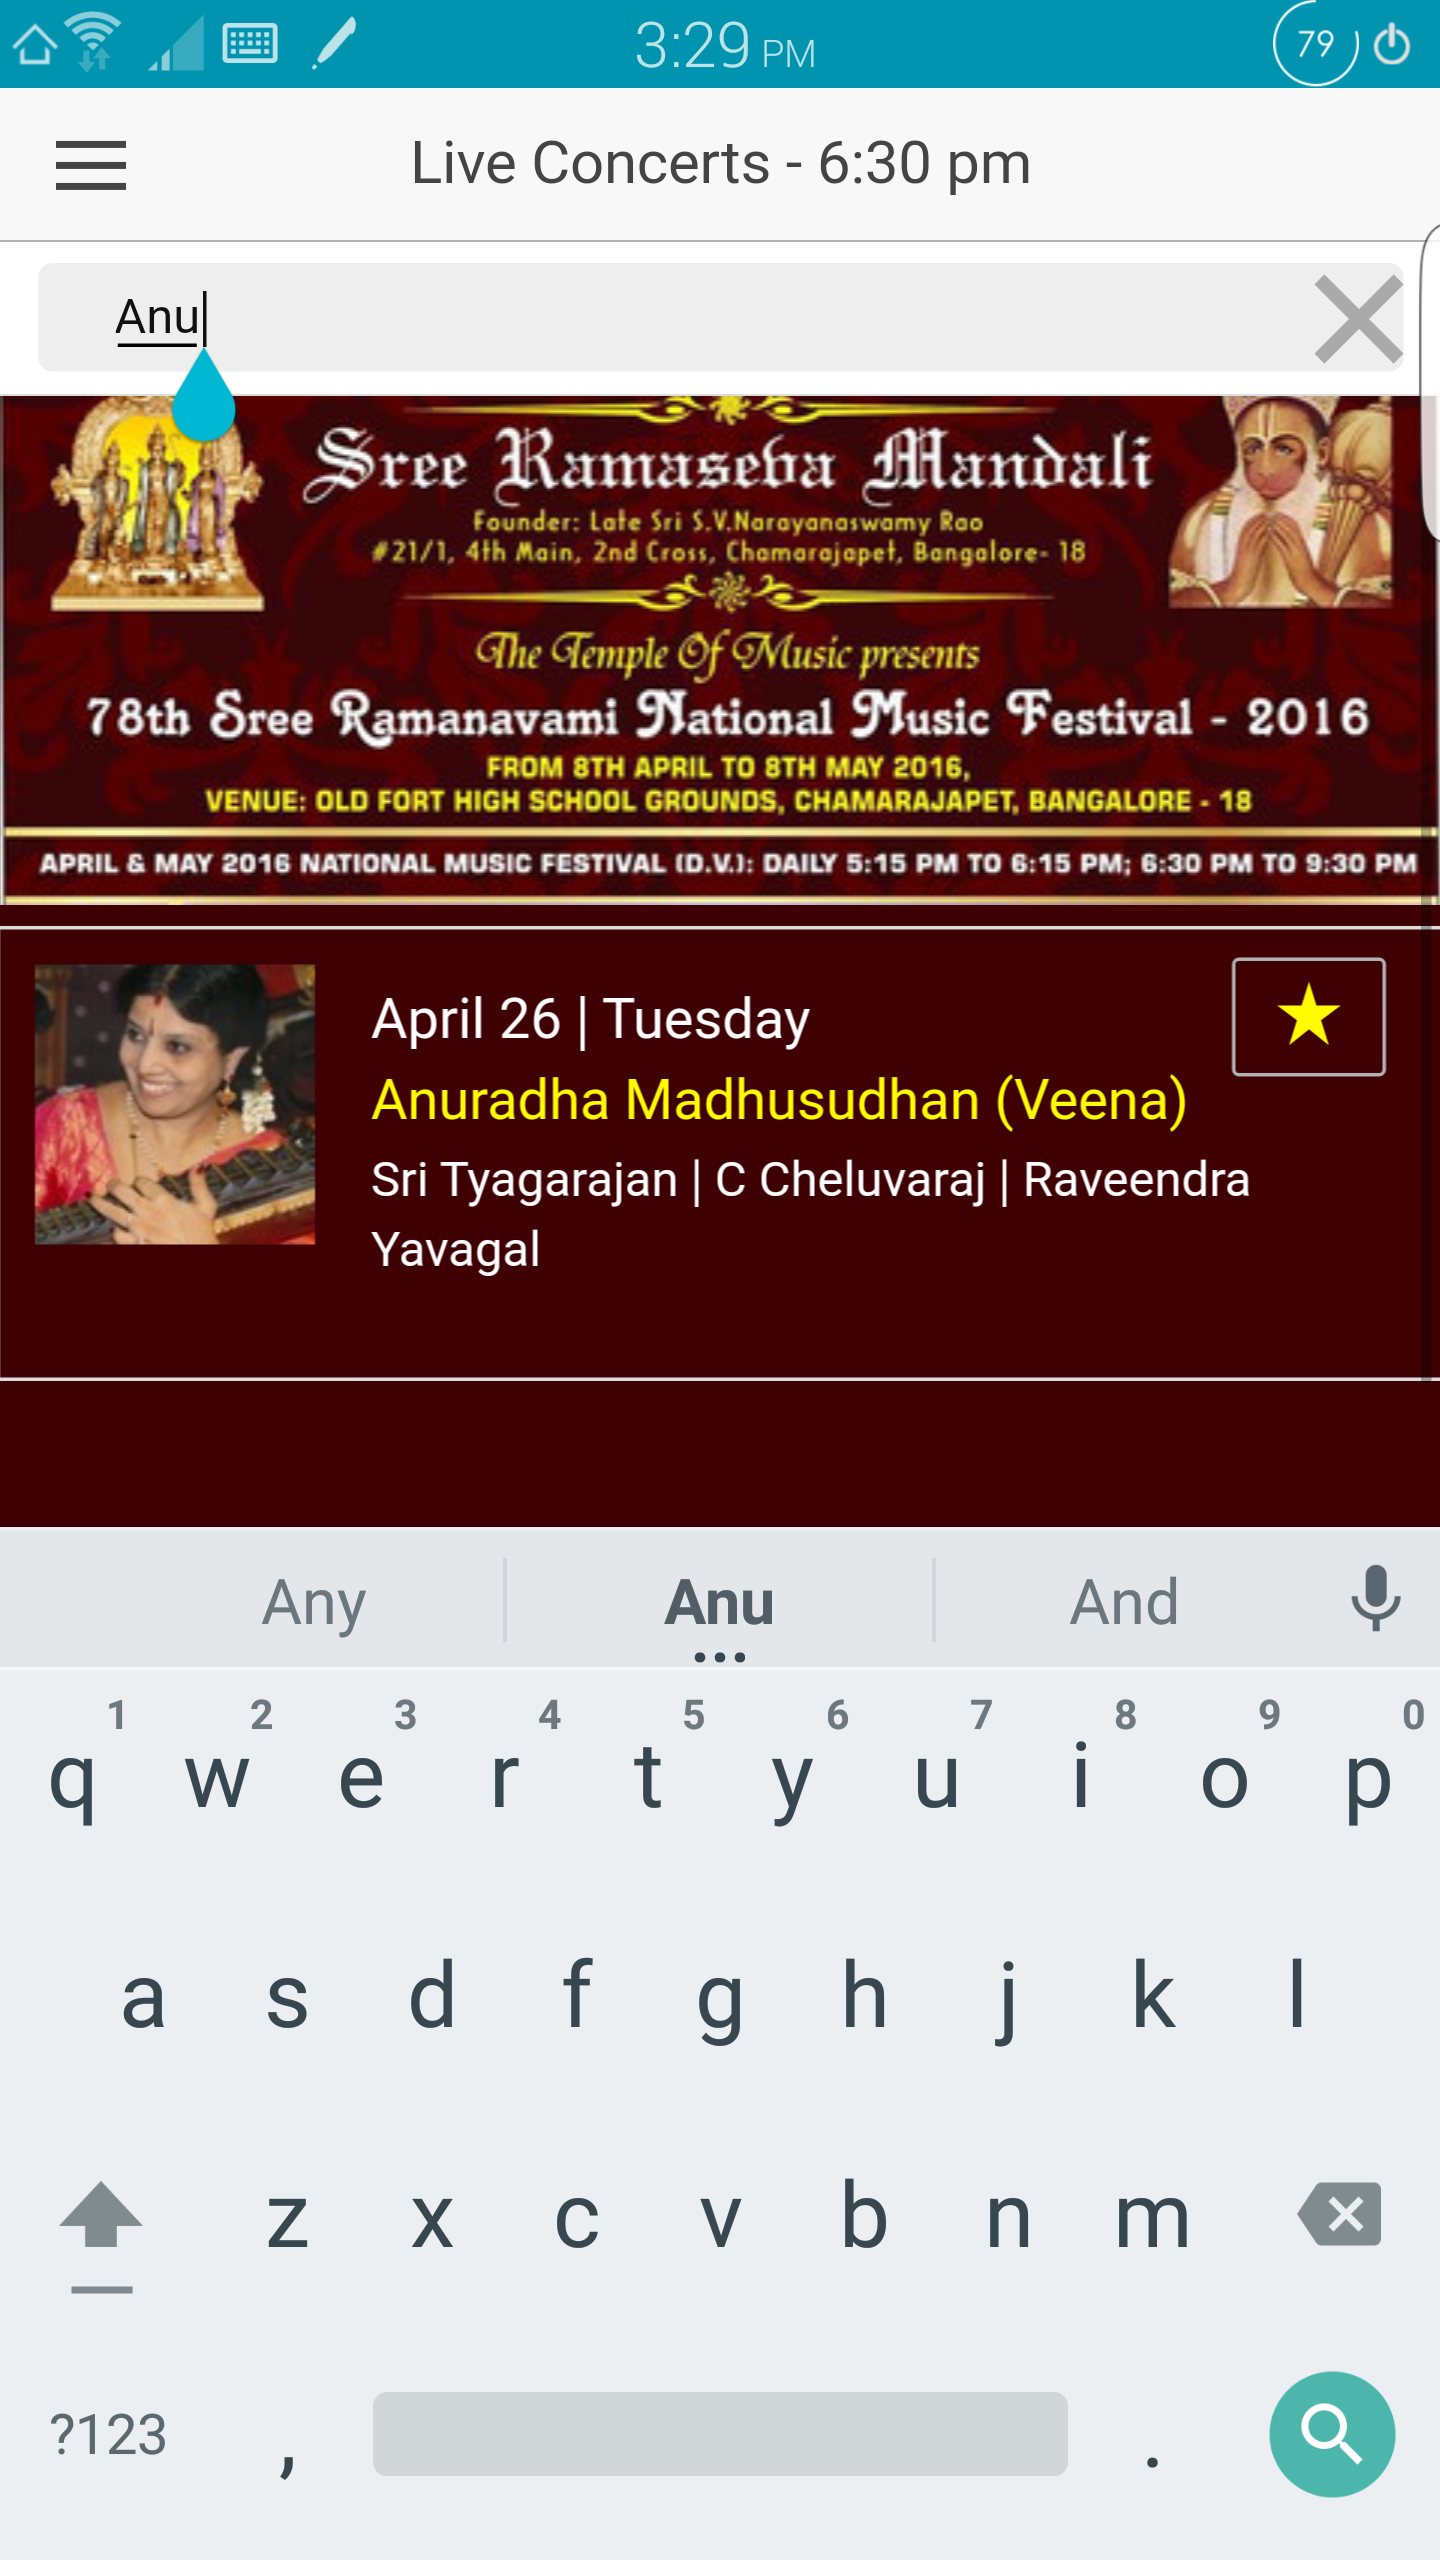 3:29 PM
79
Live Concerts - 6:30 pm
Anu
Sree Ramaseva Mandali
Founder: Late Sri S.V.Narayanaswamy Rao
#21/1, 4th Main, 2nd Cross, Chamarajapet, Bangalore- 18
The Temple Of Music presents
78th Sree Ramanavami National Music Festival - 2016
FROM 8TH APRIL TO 8TH MAY 2016,
VENUE: OLD FORT HIGH SCHOOL GROUNDS, CHAMARAJAPET, BANGALORE - 18
APRIL & MAY 2016 NATIONAL MUSIC FESTIVAL (D.V.): DAILY 5:15 PM TO 6:15 PM; 6:30 PM TO 9:30 PM
April 26 | Tuesday
Anuradha Madhusudhan (Veena)
Sri Tyagarajan | C Cheluvaraj | Raveendra
Yavagal
Any Anu And
1 2 3 4 5 6 7 8 9 0
q w e r t y u i o p
a s d f g h j k l
z x c v b n m
?123 , .